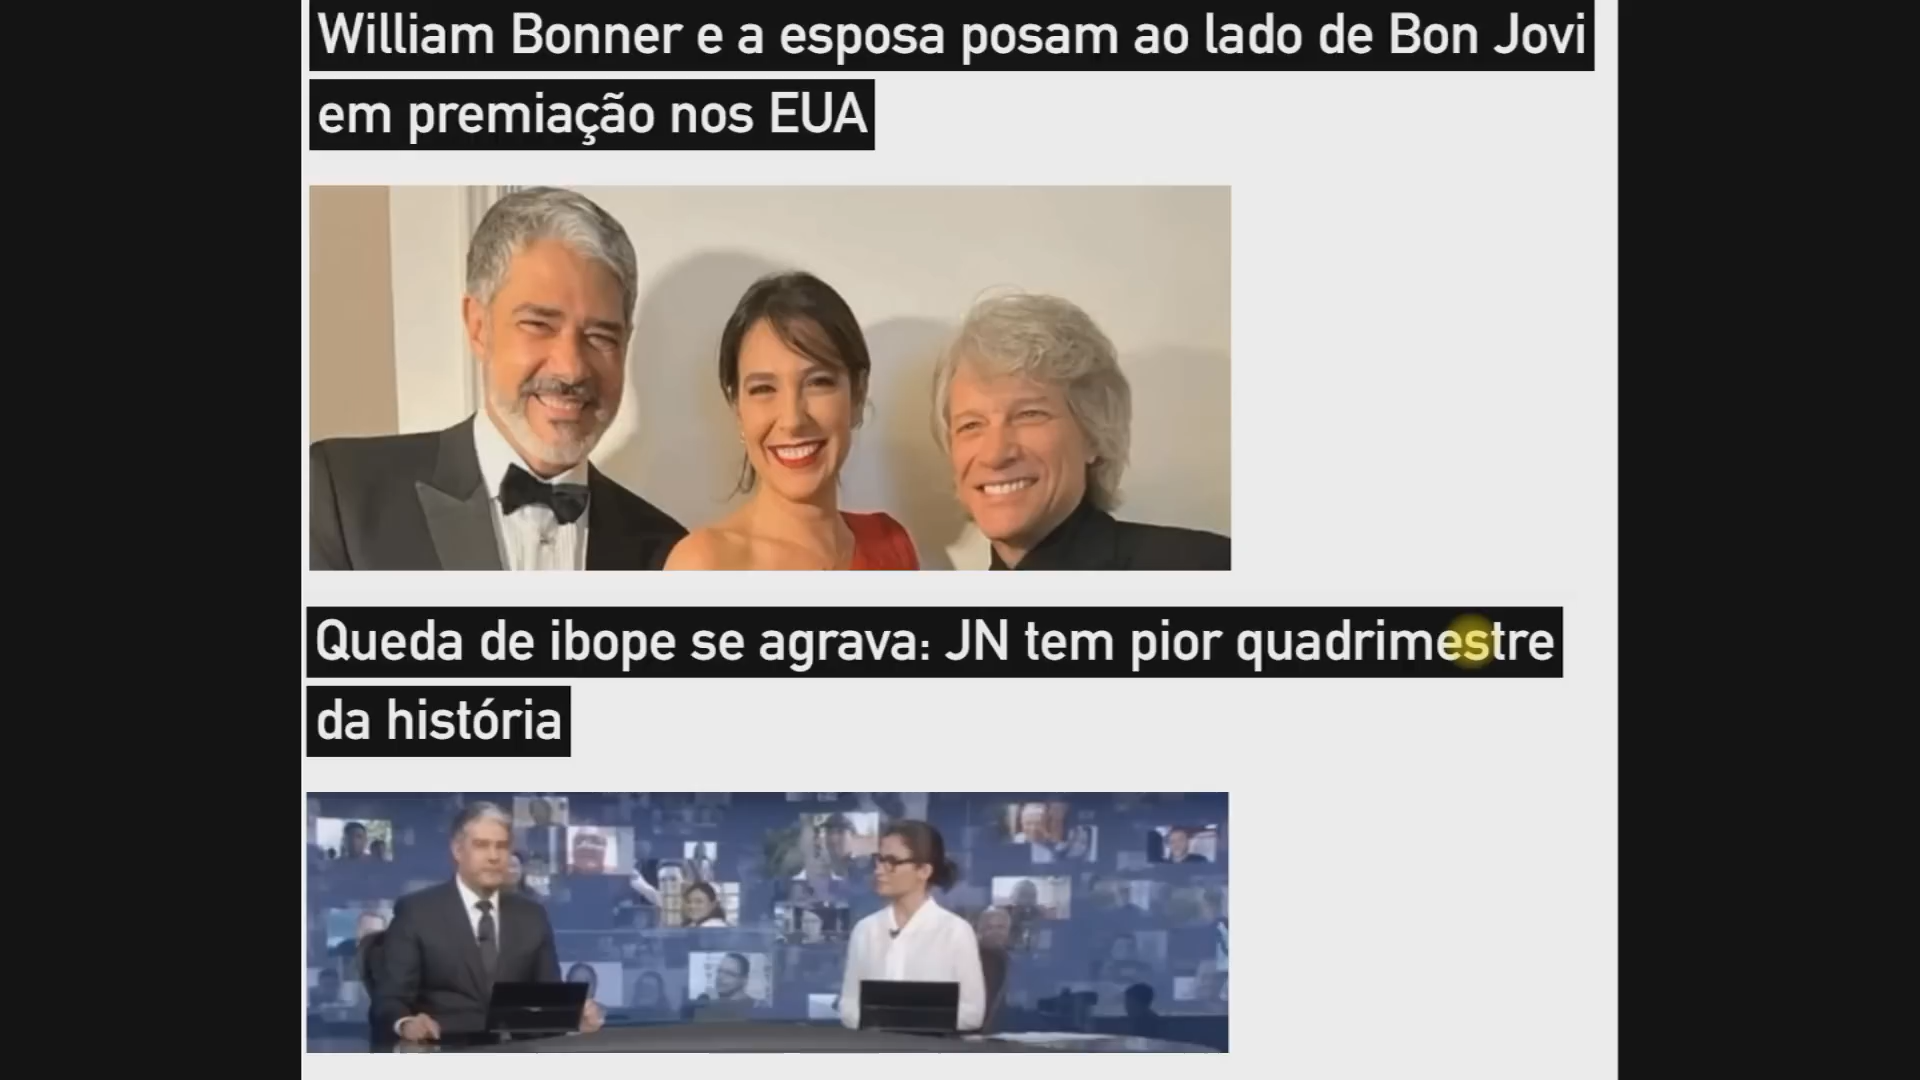 William Bonner e a esposa posam ao lado de Bon Jovi
em premiação nos EUA
Queda de ibope se agrava: JN tem pior quadrimestre
da história